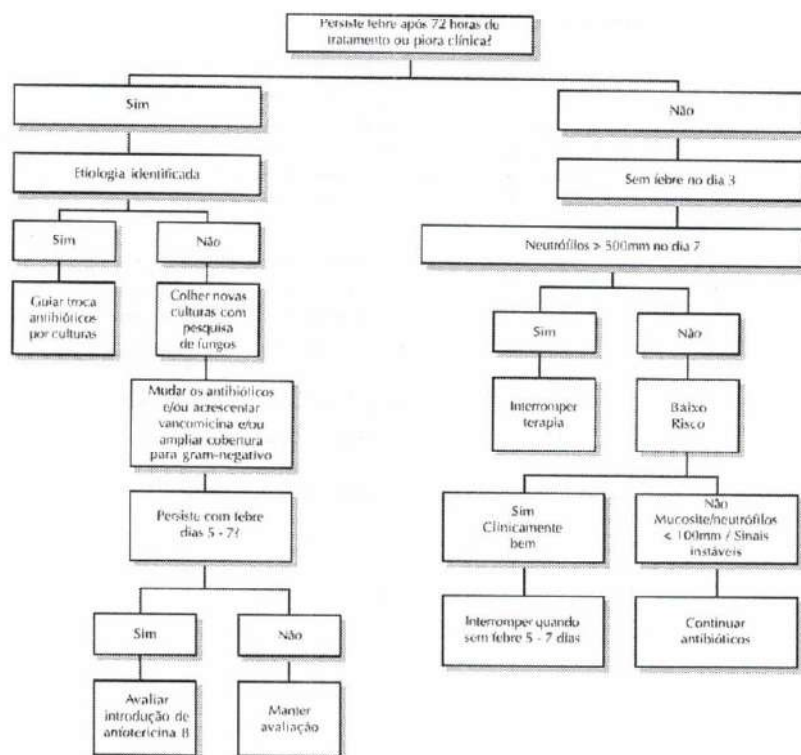 Persiste febre após 72 horas de
tratamento ou piora clínica?
Sim
Não
Etiologia identificada
Sem febre no dia 3
Sim
Não
Neutrófilos > 500mm no dia 7
Guiar troca
antibióticos
por culturas
Colher novas
culturas com
pesquisa
de fungos
Sim
Não
Mudar os antibióticos
e/ou acrescentar
vancomicina e/ou
ampliar cobertura
para gram-negativo
Interromper
terapia
Baixo
Risco
Persiste com febre
dias 5 - 7?
Sim
Clinicamente
bem
Não
Mucosite/neutrófilos
< 100mm / Sinais
instáveis
Sim
Não
Interromper quando
sem febre 5 - 7 dias
Continuar
antibióticos
Avaliar
introdução de
anfotericina B
Manter
avaliação